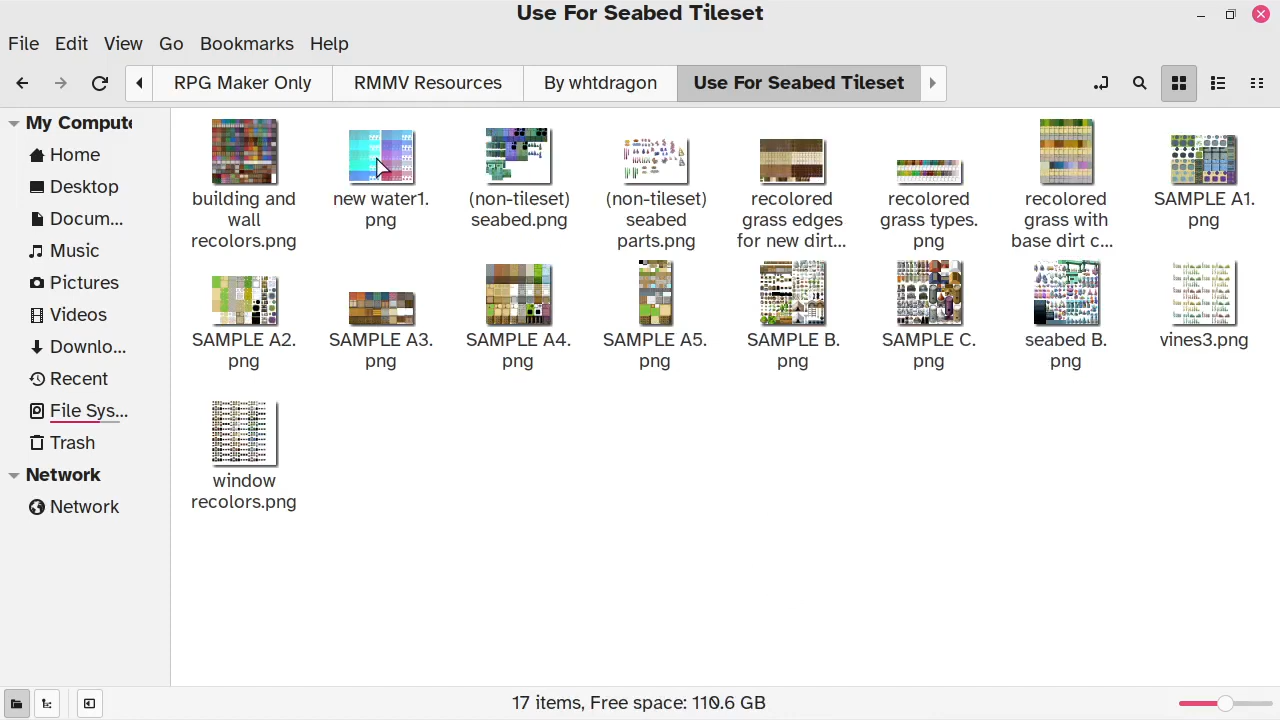 Use For Seabed Tileset
File Edit View Go Bookmarks Help
RPG Maker Only RMMV Resources By whtdragon Use For Seabed Tileset
My Compute
Home
Desktop
Docum...
Music
Pictures
Videos
Downlo...
Recent
File Sys...
Trash
Network
Network
building and
wall
recolors.png
new water1.
png
(non-tileset)
seabed.png
(non-tileset)
seabed
parts.png
recolored
grass edges
for new dirt...
recolored
grass types.
png
recolored
grass with
base dirt c...
SAMPLE A1.
png
SAMPLE A2.
png
SAMPLE A3.
png
SAMPLE A4.
png
SAMPLE A5.
png
SAMPLE B.
png
SAMPLE C.
png
seabed B.
png
vines3.png
window
recolors.png
17 items, Free space: 110.6 GB